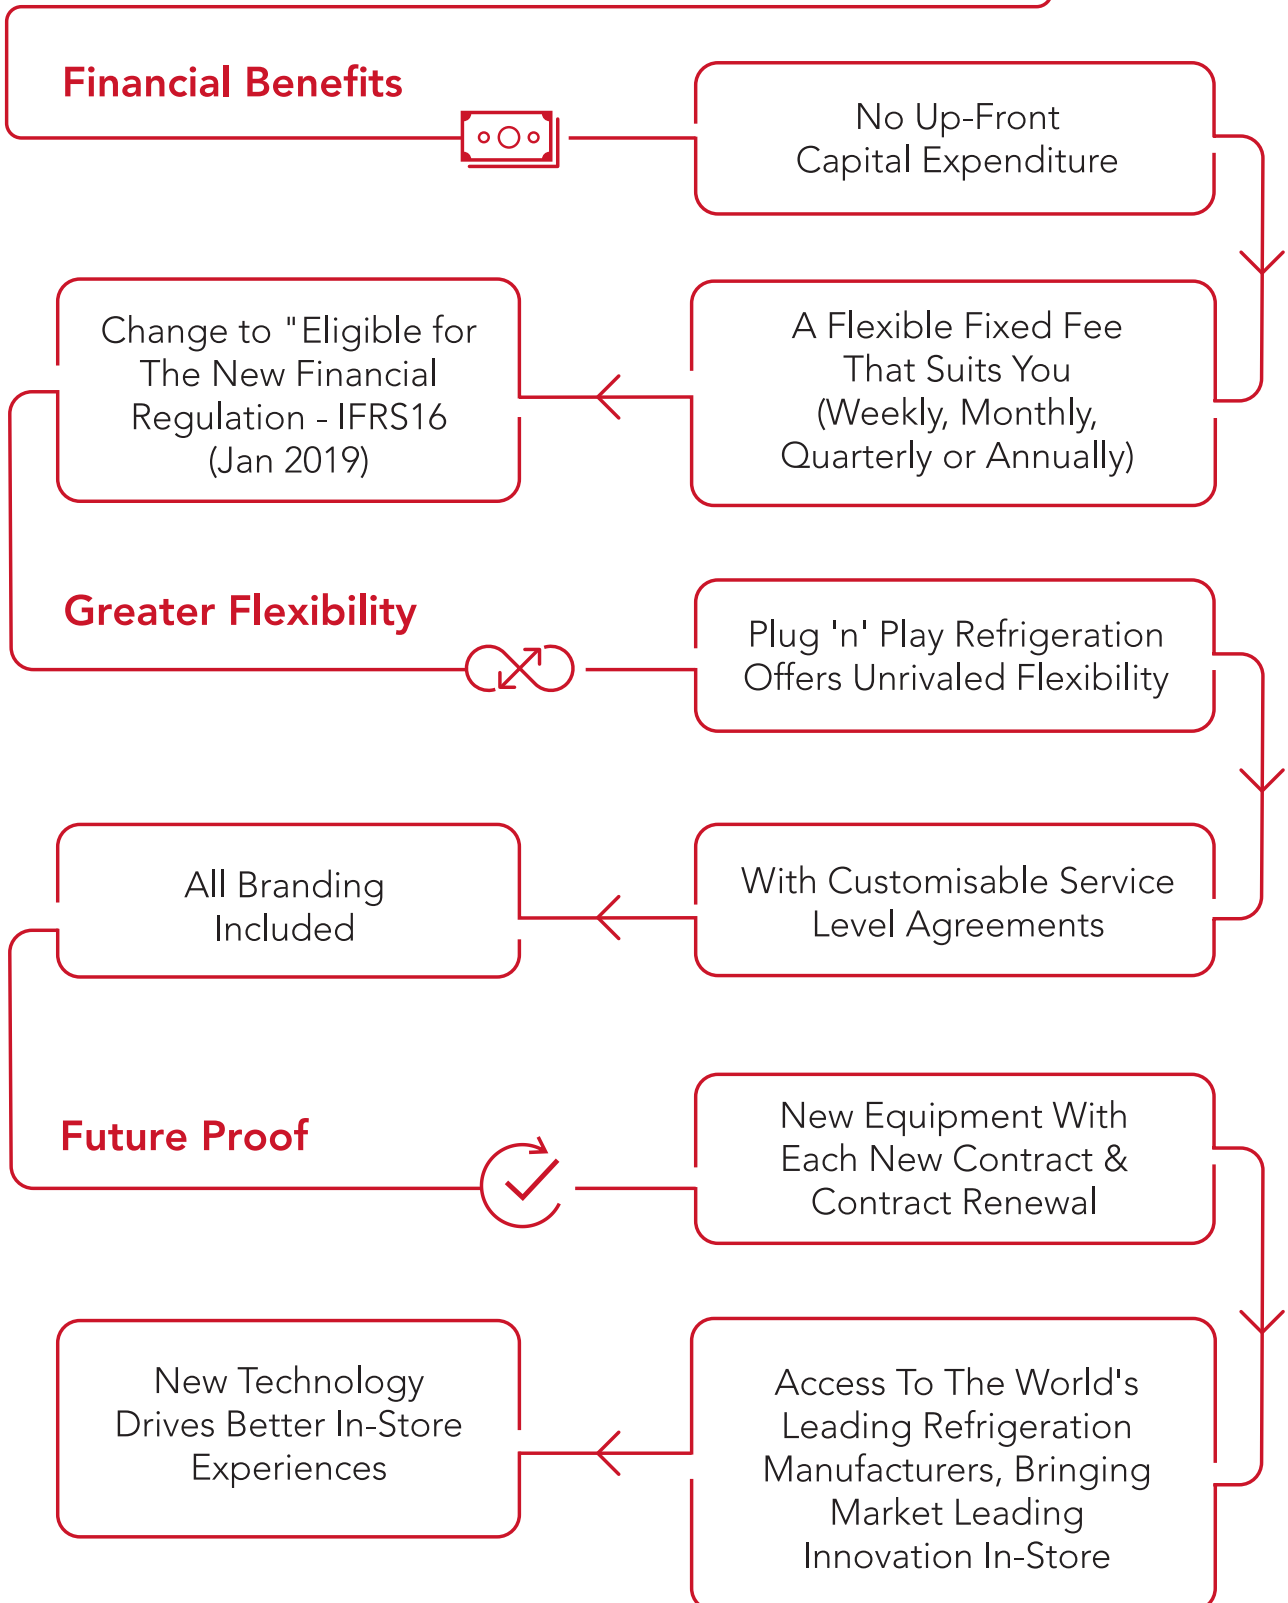 Financial Benefits
No Up-Front
Capital Expenditure
A Flexible Fixed Fee
That Suits You
(Weekly, Monthly,
Quarterly or Annually)
Change to "Eligible for
The New Financial
Regulation - IFRS16
(Jan 2019)
Greater Flexibility
Plug 'n' Play Refrigeration
Offers Unrivaled Flexibility
With Customisable Service
Level Agreements
All Branding
Included
Future Proof
New Equipment With
Each New Contract &
Contract Renewal
Access To The World's
Leading Refrigeration
Manufacturers, Bringing
Market Leading
Innovation In-Store
New Technology
Drives Better In-Store
Experiences